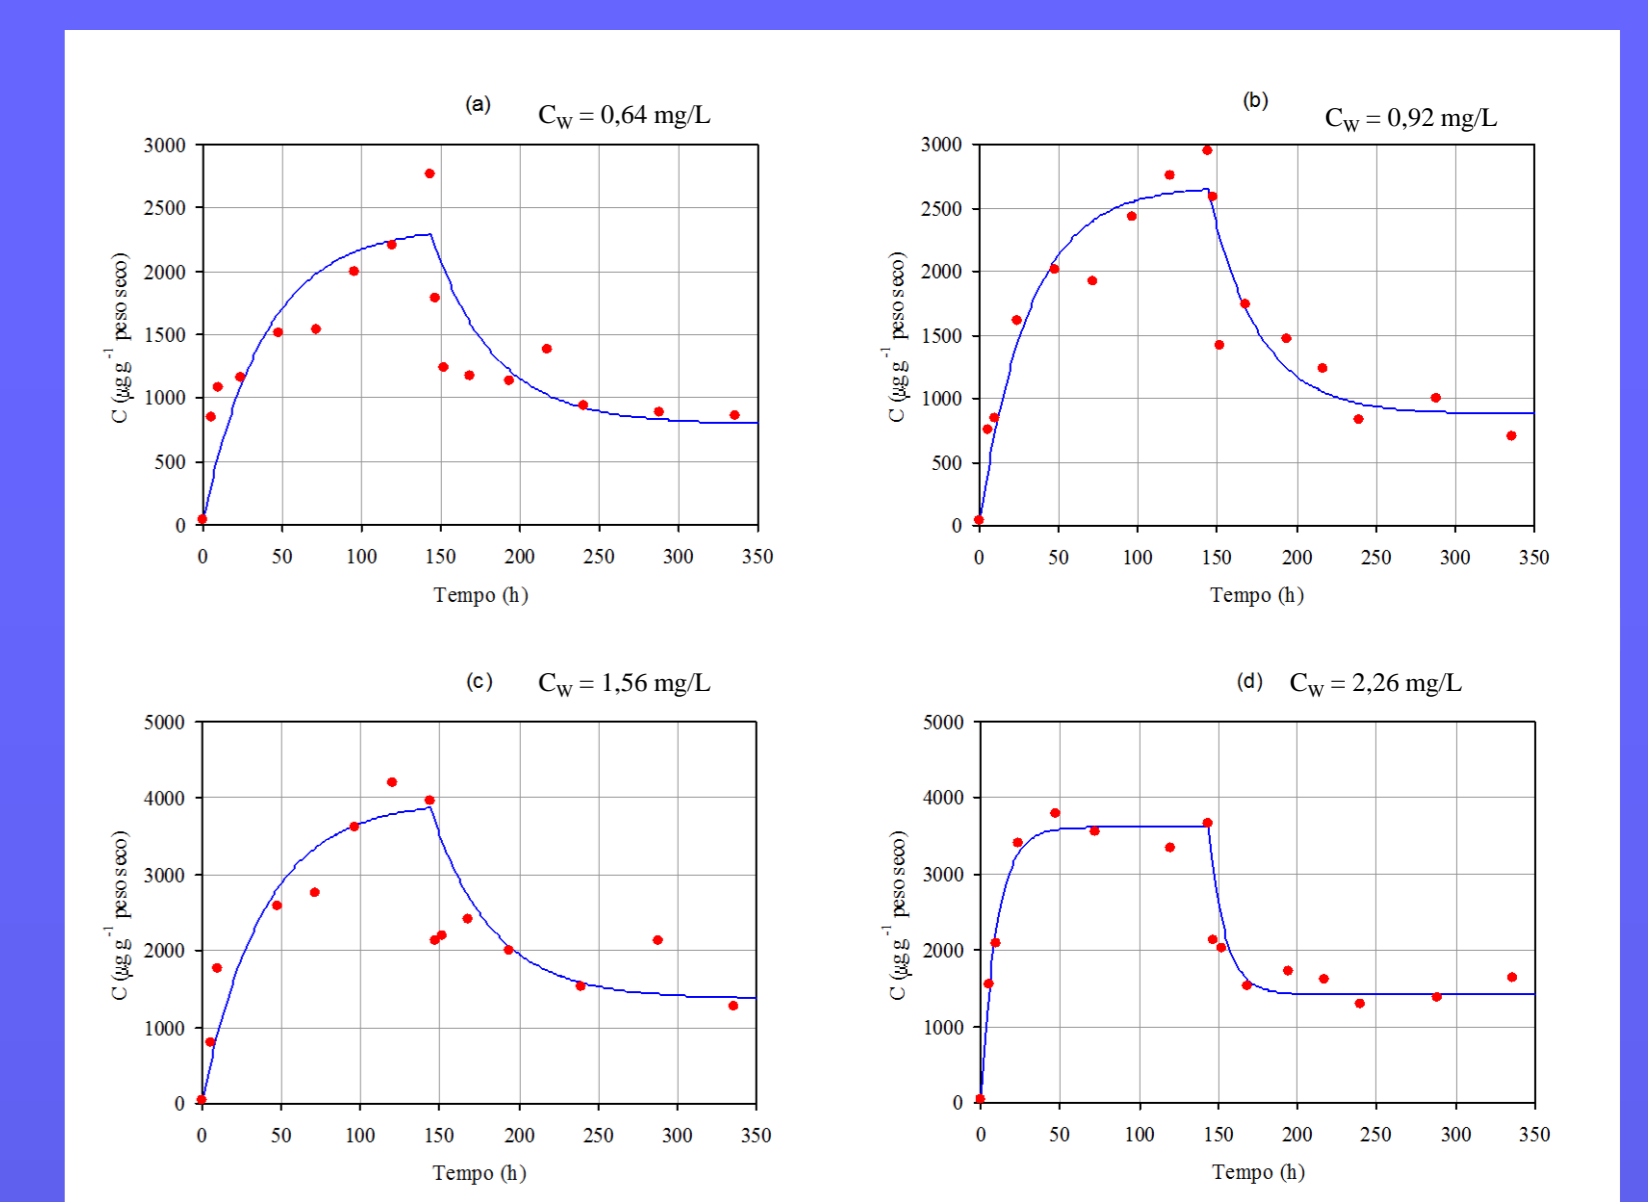 (a) C_W = 0,64 mg/L
3000
2500
2000
1500
1000
500
0
C (µg g⁻¹ peso seco)
0 50 100 150 200 250 300 350
Tempo (h)
(b) C_W = 0,92 mg/L
3000
2500
2000
1500
1000
500
0
C (µg g⁻¹ peso seco)
0 50 100 150 200 250 300 350
Tempo (h)
(c) C_W = 1,56 mg/L
5000
4000
3000
2000
1000
0
C (µg g⁻¹ peso seco)
0 50 100 150 200 250 300 350
Tempo (h)
(d) C_W = 2,26 mg/L
5000
4000
3000
2000
1000
0
C (µg g⁻¹ peso seco)
0 50 100 150 200 250 300 350
Tempo (h)